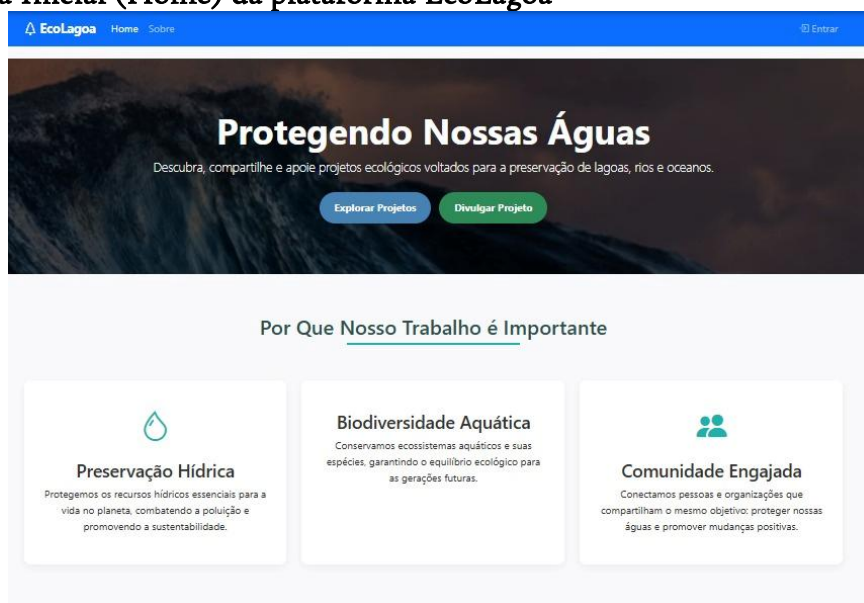 Inicial (Home) da plataforma EcoLagoa
EcoLagoa Home Sobre Entrar
Protegendo Nossas Águas
Descubra, compartilhe e apoie projetos ecológicos voltados para a preservação de lagoas, rios e oceanos.
Explorar Projetos Divulgar Projeto
Por Que Nosso Trabalho é Importante
Preservação Hídrica
Protegemos os recursos hídricos essenciais para a
vida no planeta, combatendo a poluição e
promovendo a sustentabilidade.
Biodiversidade Aquática
Conservamos ecossistemas aquáticos e suas
espécies, garantindo o equilíbrio ecológico para
as gerações futuras.
Comunidade Engajada
Conectamos pessoas e organizações que
compartilham o mesmo objetivo: proteger nossas
águas e promover mudanças positivas.